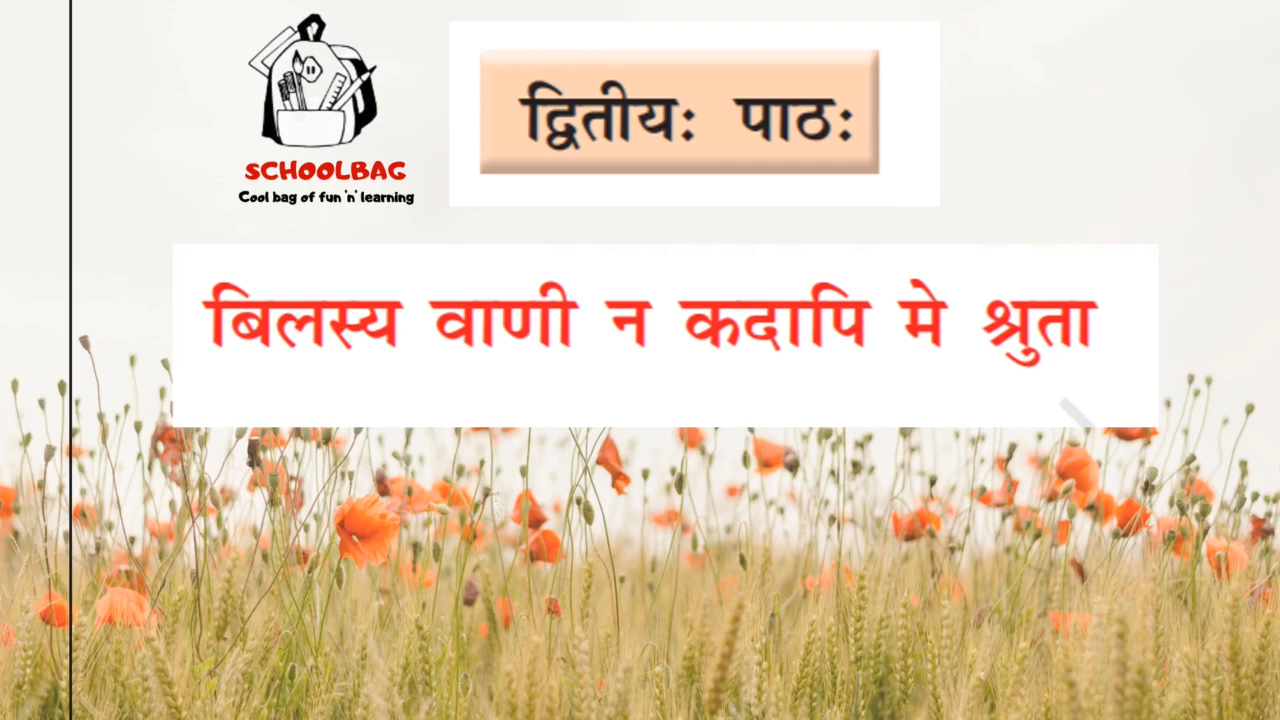 SCHOOLBAG
Cool bag of fun 'n' learning
द्वितीयः पाठः
बिलस्य वाणी न कदापि मे श्रुता